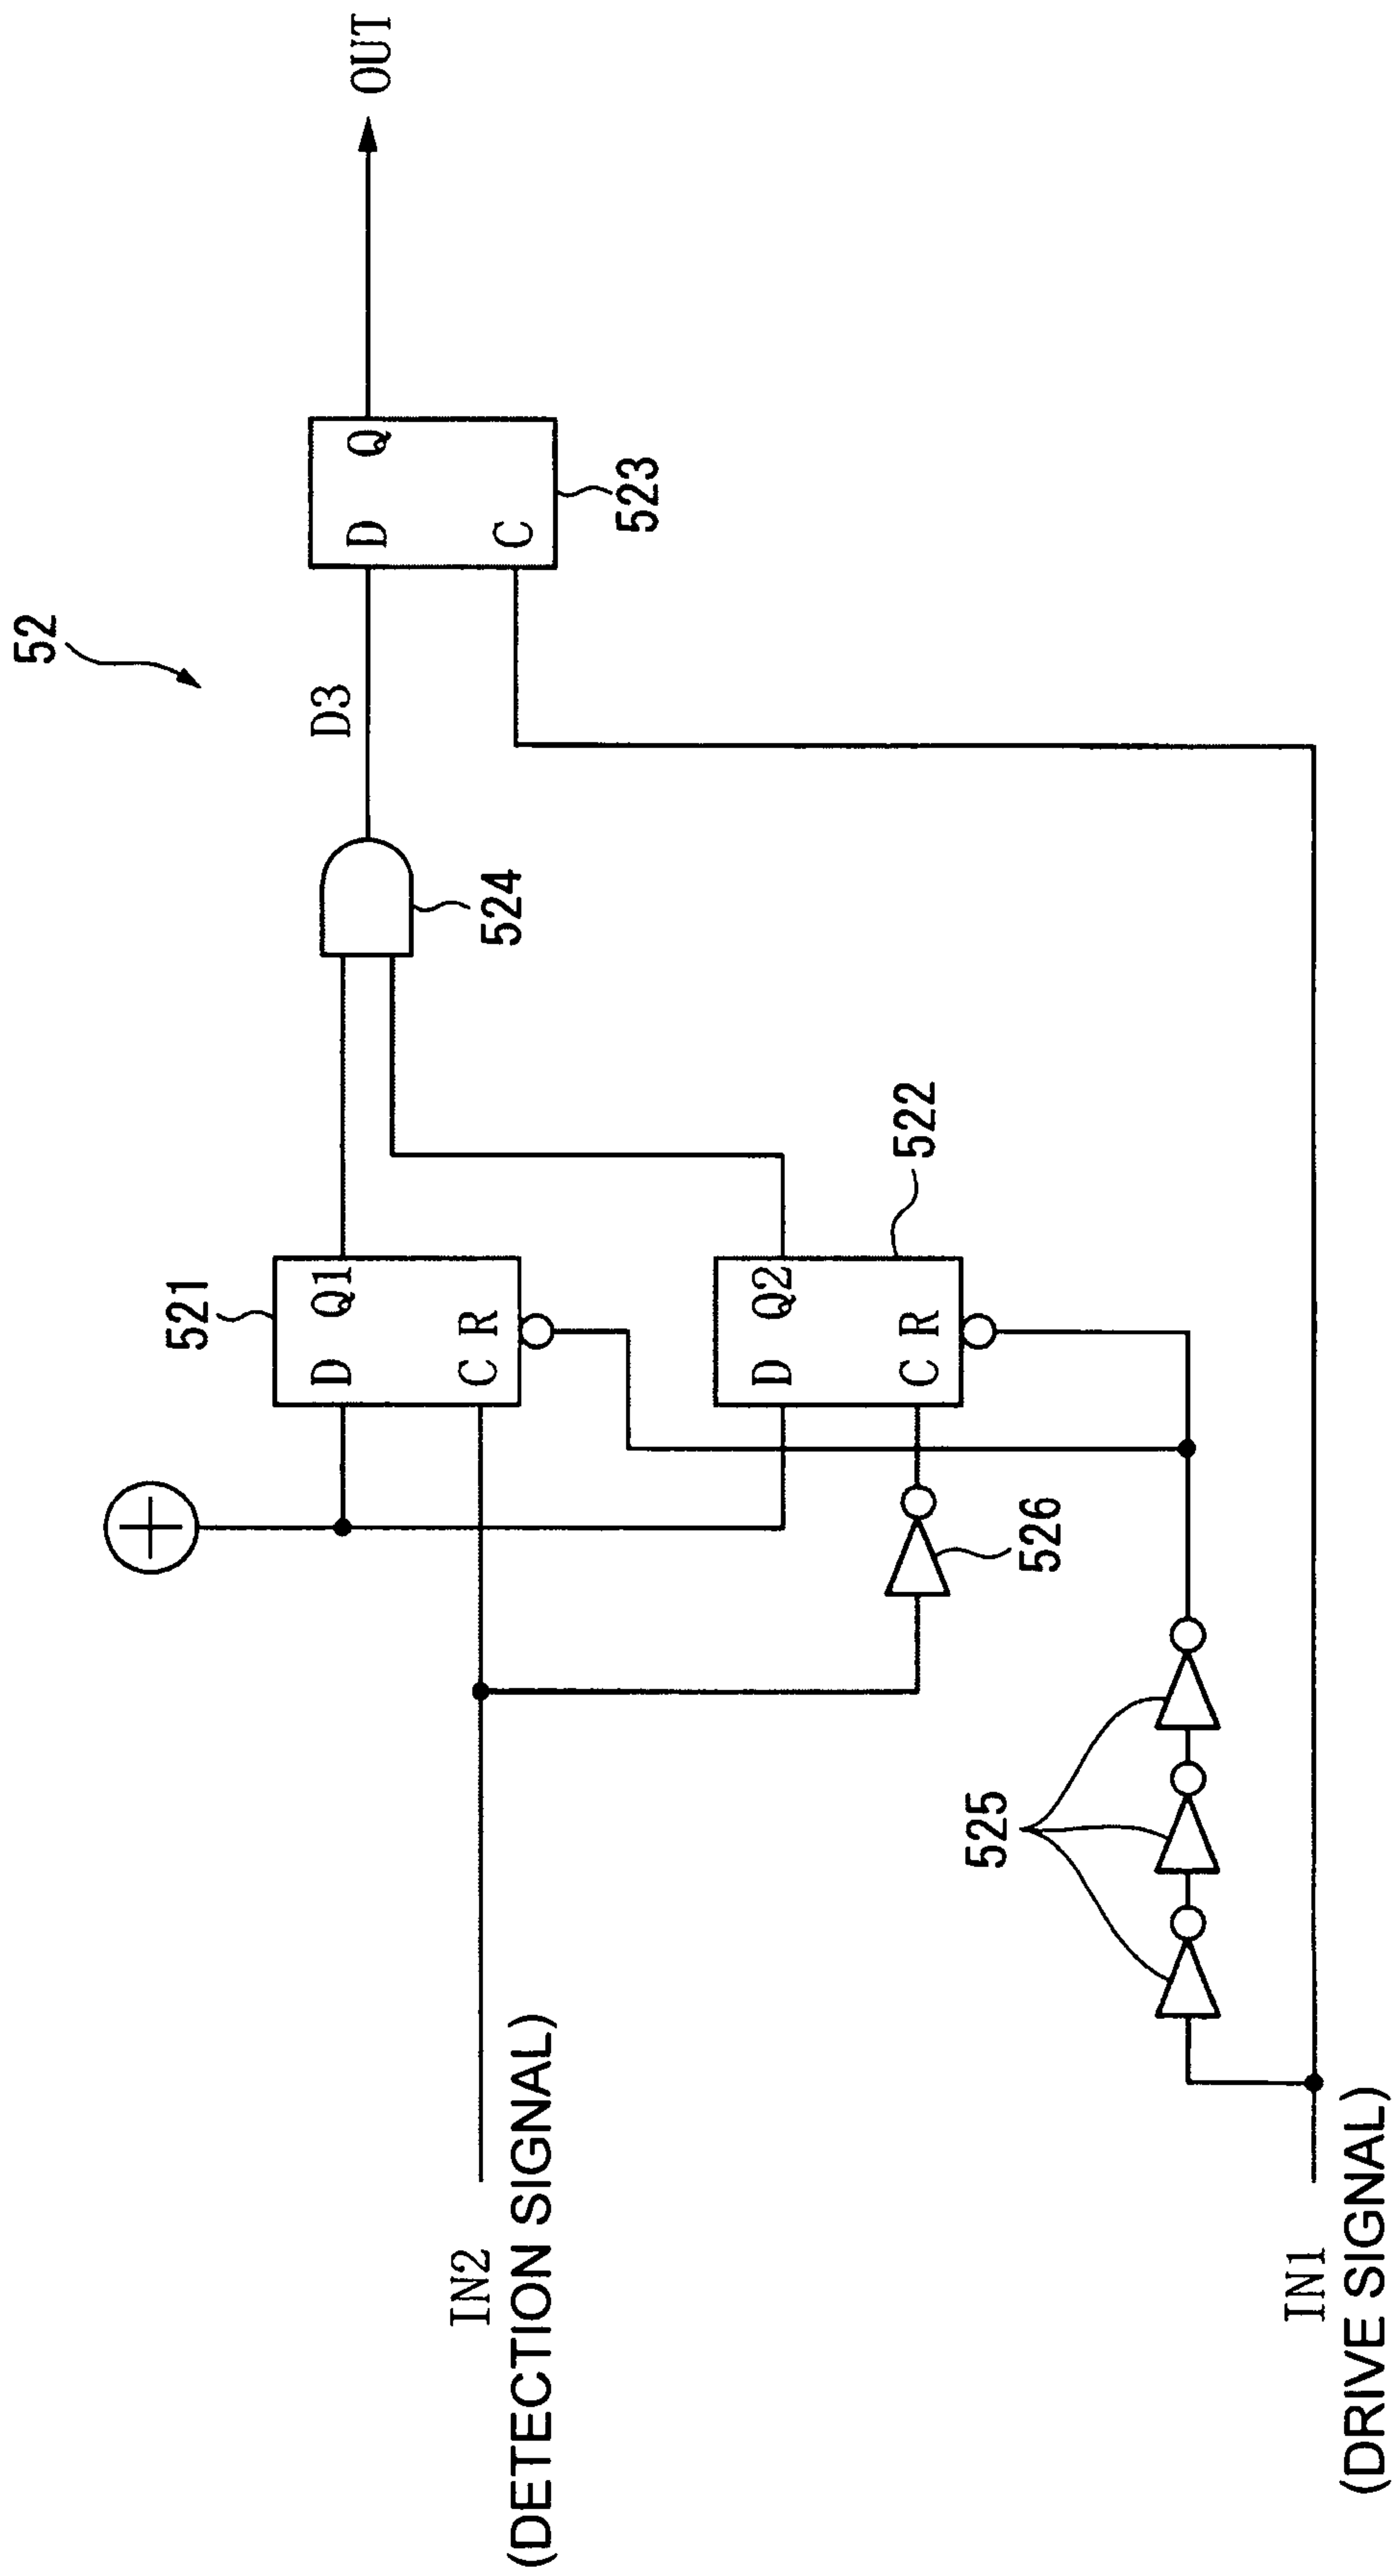 52
OUT
D3
D Q
C
523
524
521
D Q1
C R
522
D Q2
C R
526
525
IN2
(DETECTION SIGNAL)
IN1
(DRIVE SIGNAL)